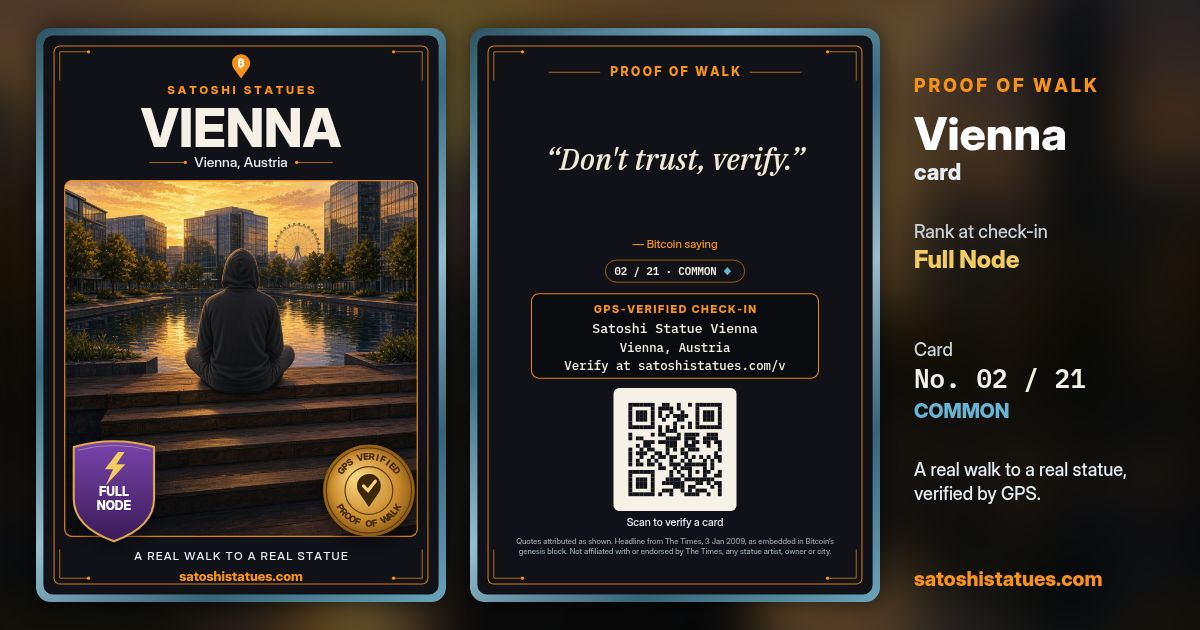 SATOSHI STATUES
VIENNA
Vienna, Austria
FULL
NODE
GPS VERIFIED
PROOF OF WALK
A REAL WALK TO A REAL STATUE
satoshistatues.com
PROOF OF WALK
“Don't trust, verify.”
— Bitcoin saying
02 / 21 · COMMON
GPS-VERIFIED CHECK-IN
Satoshi Statue Vienna
Vienna, Austria
Verify at satoshistatues.com/v
Scan to verify a card
Quotes attributed as shown. Headline from The Times, 3 Jan 2009, as embedded in Bitcoin's
genesis block. Not affiliated with or endorsed by The Times, any statue artist, owner or city.
PROOF OF WALK
Vienna
card
Rank at check-in
Full Node
Card
No. 02 / 21
COMMON
A real walk to a real statue,
verified by GPS.
satoshistatues.com